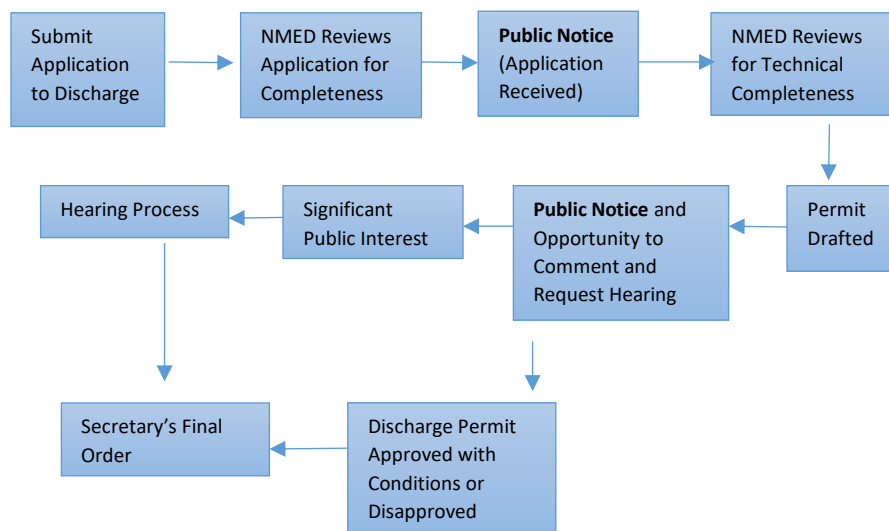 Submit
Application
to Discharge
NMED Reviews
Application for
Completeness
Public Notice
(Application
Received)
NMED Reviews
for Technical
Completeness
Permit
Drafted
Public Notice and
Opportunity to
Comment and
Request Hearing
Significant
Public Interest
Hearing Process
Secretary’s Final
Order
Discharge Permit
Approved with
Conditions or
Disapproved